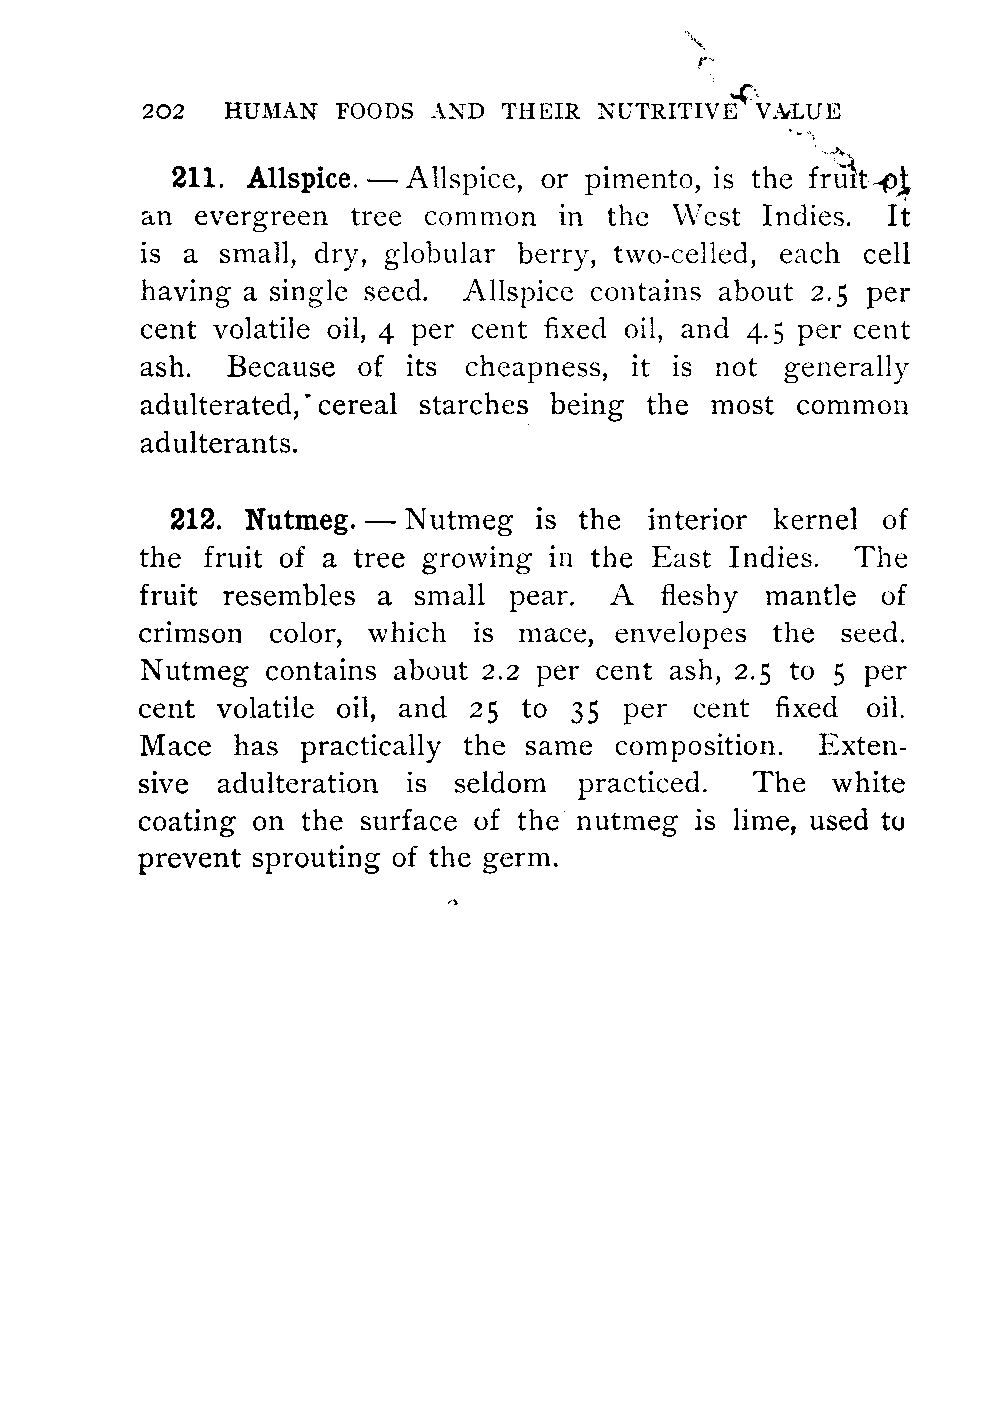 202 HUMAN FOODS AND THEIR NUTRITIVE VALUE
211. Allspice. — Allspice, or pimento, is the fruit of
an evergreen tree common in the West Indies. It
is a small, dry, globular berry, two-celled, each cell
having a single seed. Allspice contains about 2.5 per
cent volatile oil, 4 per cent fixed oil, and 4.5 per cent
ash. Because of its cheapness, it is not generally
adulterated, cereal starches being the most common
adulterants.
212. Nutmeg. — Nutmeg is the interior kernel of
the fruit of a tree growing in the East Indies. The
fruit resembles a small pear. A fleshy mantle of
crimson color, which is mace, envelopes the seed.
Nutmeg contains about 2.2 per cent ash, 2.5 to 5 per
cent volatile oil, and 25 to 35 per cent fixed oil.
Mace has practically the same composition. Exten-
sive adulteration is seldom practiced. The white
coating on the surface of the nutmeg is lime, used to
prevent sprouting of the germ.